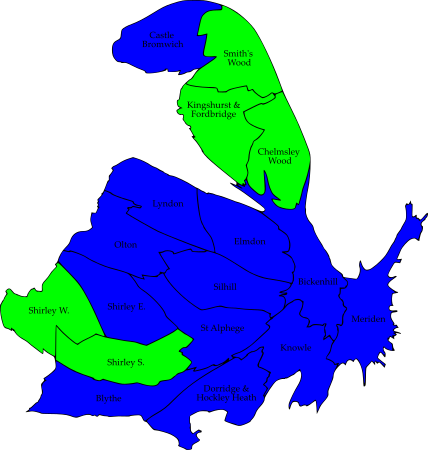 Castle
Bromwich
Smith's
Wood
Kingshurst &
Fordbridge
Chelmsley
Wood
Lyndon
Olton
Elmdon
Silhill
Bickenhill
Shirley W.
Shirley E.
St Alphege
Meriden
Knowle
Shirley S.
Blythe
Dorridge &
Hockley Heath